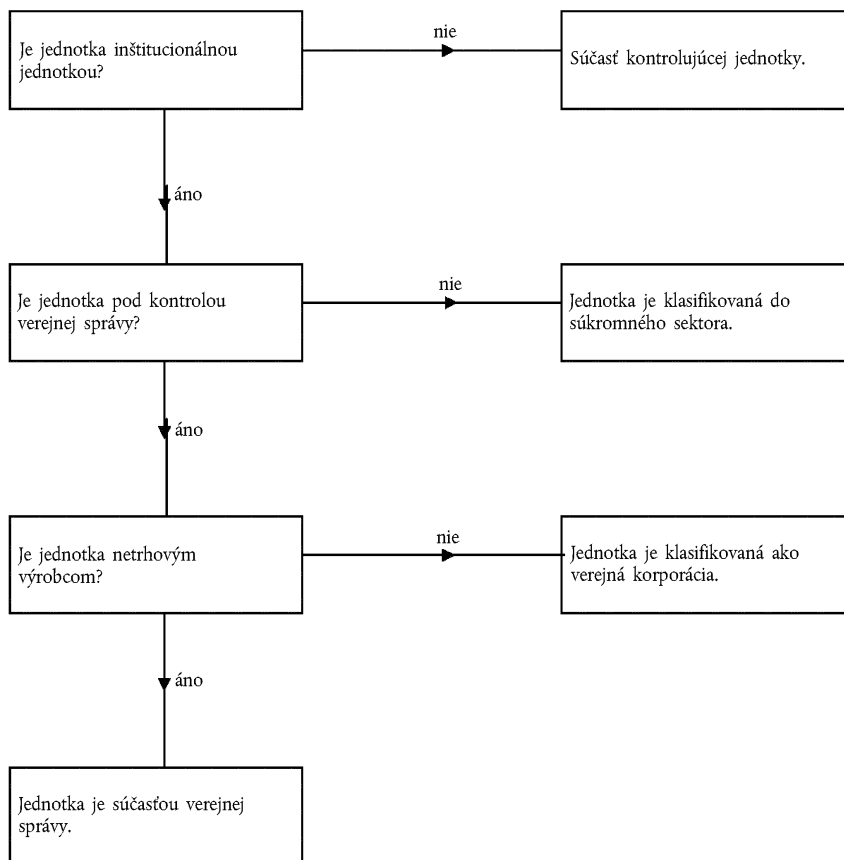 Je jednotka inštitucionálnou
jednotkou?
nie
Súčasť kontrolujúcej jednotky.
áno
Je jednotka pod kontrolou
verejnej správy?
nie
Jednotka je klasifikovaná do
súkromného sektora.
áno
Je jednotka netrhovým
výrobcom?
nie
Jednotka je klasifikovaná ako
verejná korporácia.
áno
Jednotka je súčasťou verejnej
správy.